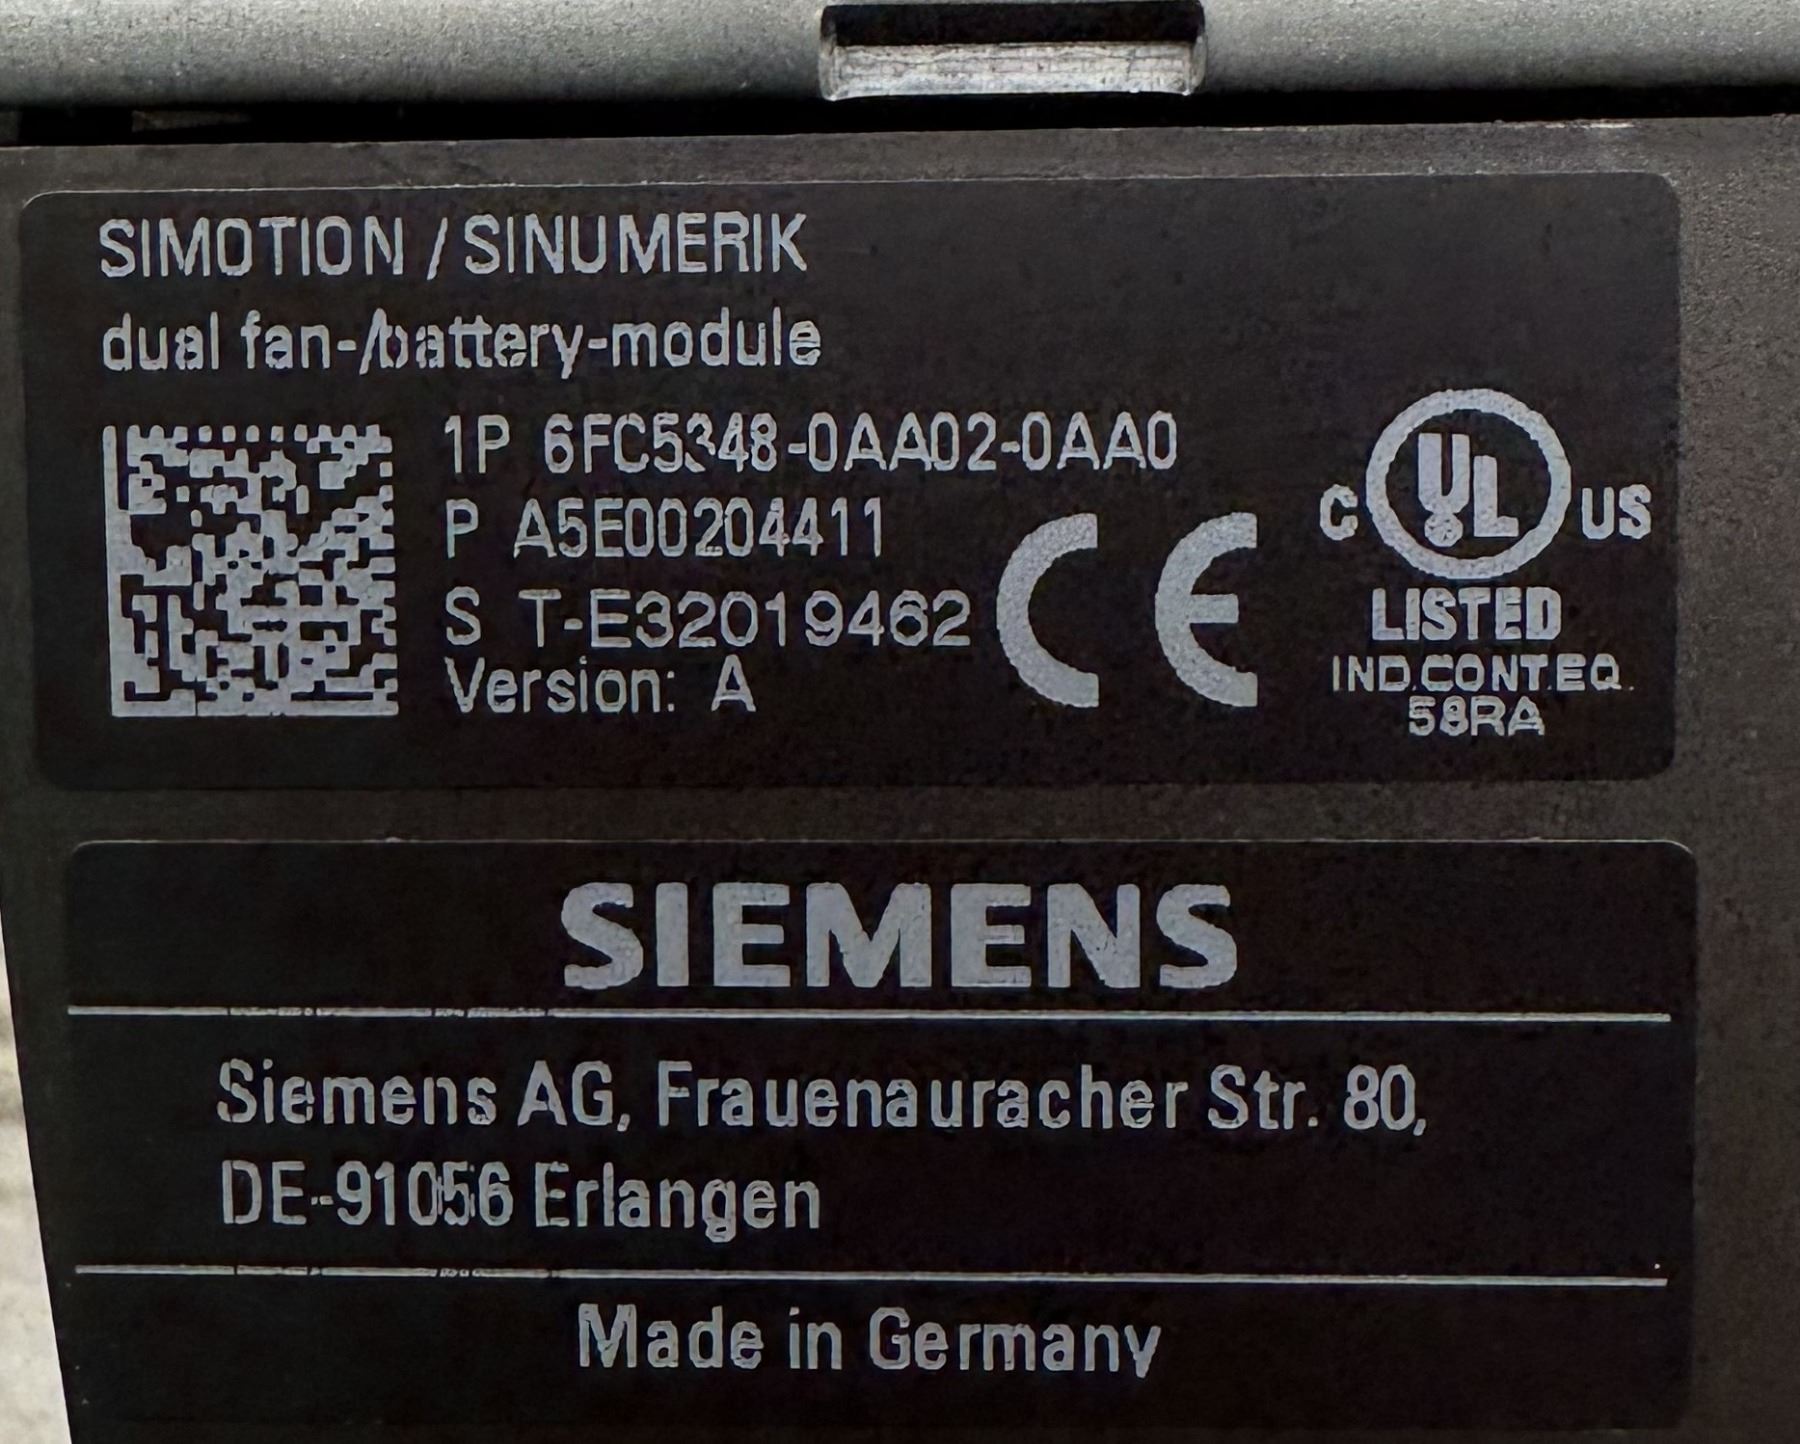 SIMOTION / SINUMERIK
dual fan-/battery-module
1P 6FC5348-0AA02-0AA0
P A5E00204411
S T-E32019462
Version: A
CE
C UL US
LISTED
IND.CONT.EQ.
58RA
SIEMENS
Siemens AG, Frauenauracher Str. 80,
DE-91056 Erlangen
Made in Germany